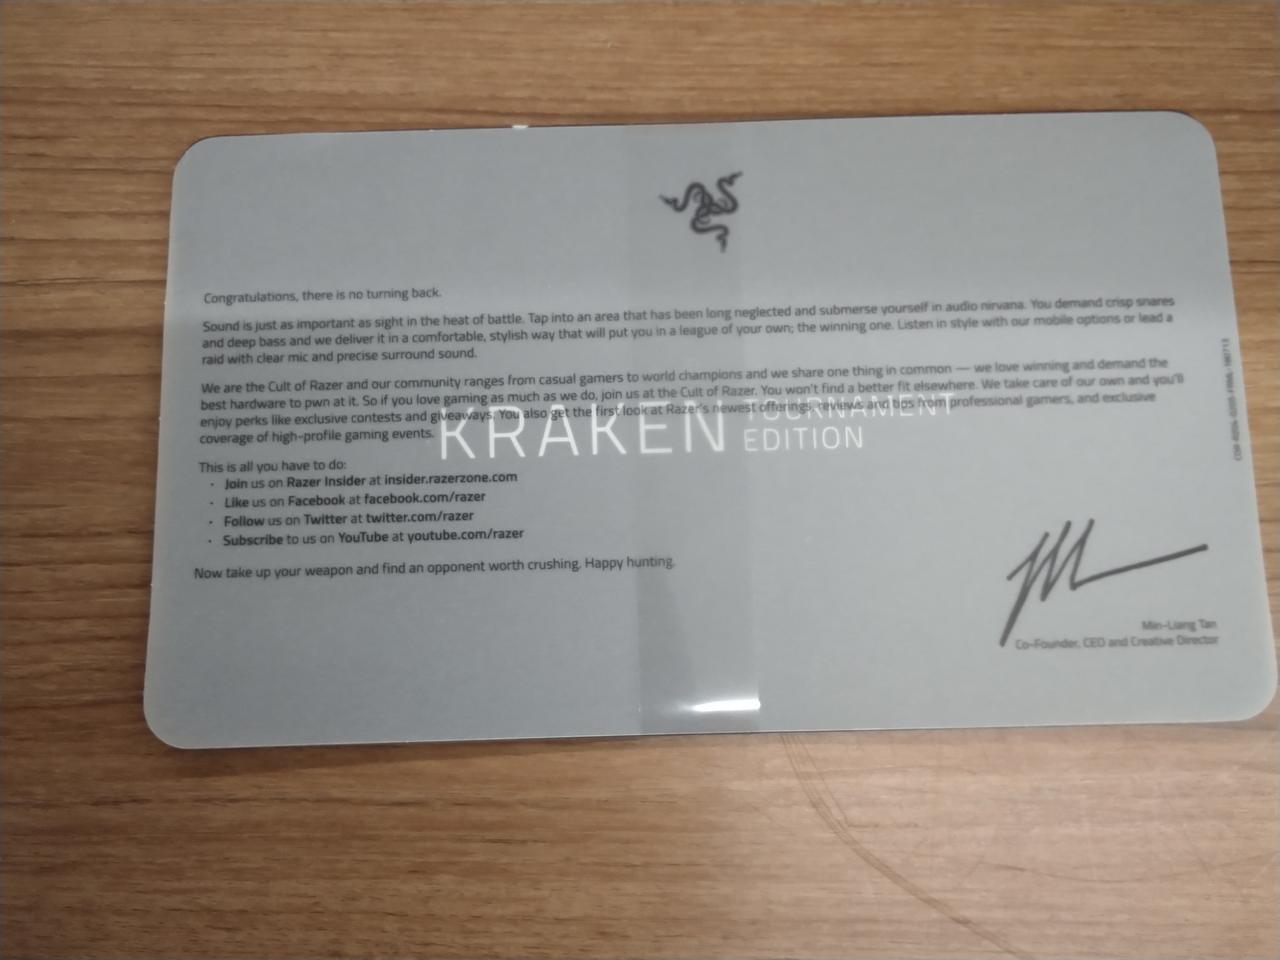 Congratulations, there is no turning back.
Sound is just as important as sight in the heat of battle. Tap into an area that has been long neglected and submerse yourself in audio nirvana. You demand crisp snares
and deep bass and we deliver it in a comfortable, stylish way that will put you in a league of your own; the winning one. Listen in style with our mobile options or lead a
raid with clear mic and precise surround sound.
We are the Cult of Razer and our community ranges from casual gamers to world champions and we share one thing in common — we love winning and demand the
best hardware to pwn at it. So if you love gaming as much as we do, join us at the Cult of Razer. You won't find a better fit elsewhere. We take care of our own and you'll
enjoy perks like exclusive contests and giveaways. You also get the first look at Razer's newest offerings, reviews and tips from professional gamers, and exclusive
coverage of high-profile gaming events.
KRAKEN TOURNAMENT
EDITION
This is all you have to do:
· Join us on Razer Insider at insider.razerzone.com
· Like us on Facebook at facebook.com/razer
· Follow us on Twitter at twitter.com/razer
· Subscribe to us on YouTube at youtube.com/razer
Now take up your weapon and find an opponent worth crushing. Happy hunting.
Min-Liang Tan
Co-Founder, CEO and Creative Director